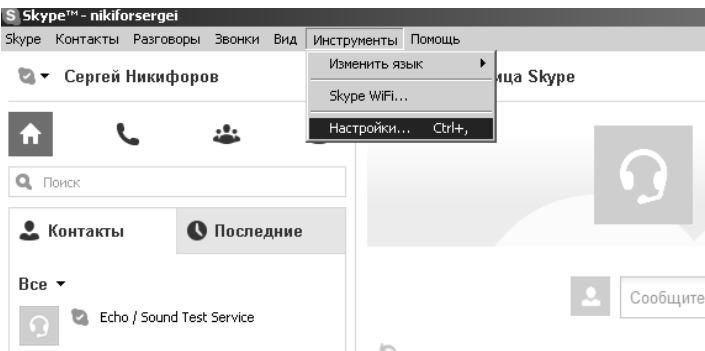 Skype™ - nikiforsergei
Skype Контакты Разговоры Звонки Вид Инструменты Помощь
Изменить язык
Сергей Никифоров
Skype
Skype WiFi...
Настройки... Ctrl+,
Поиск
Контакты Последние
Все
Echo / Sound Test Service